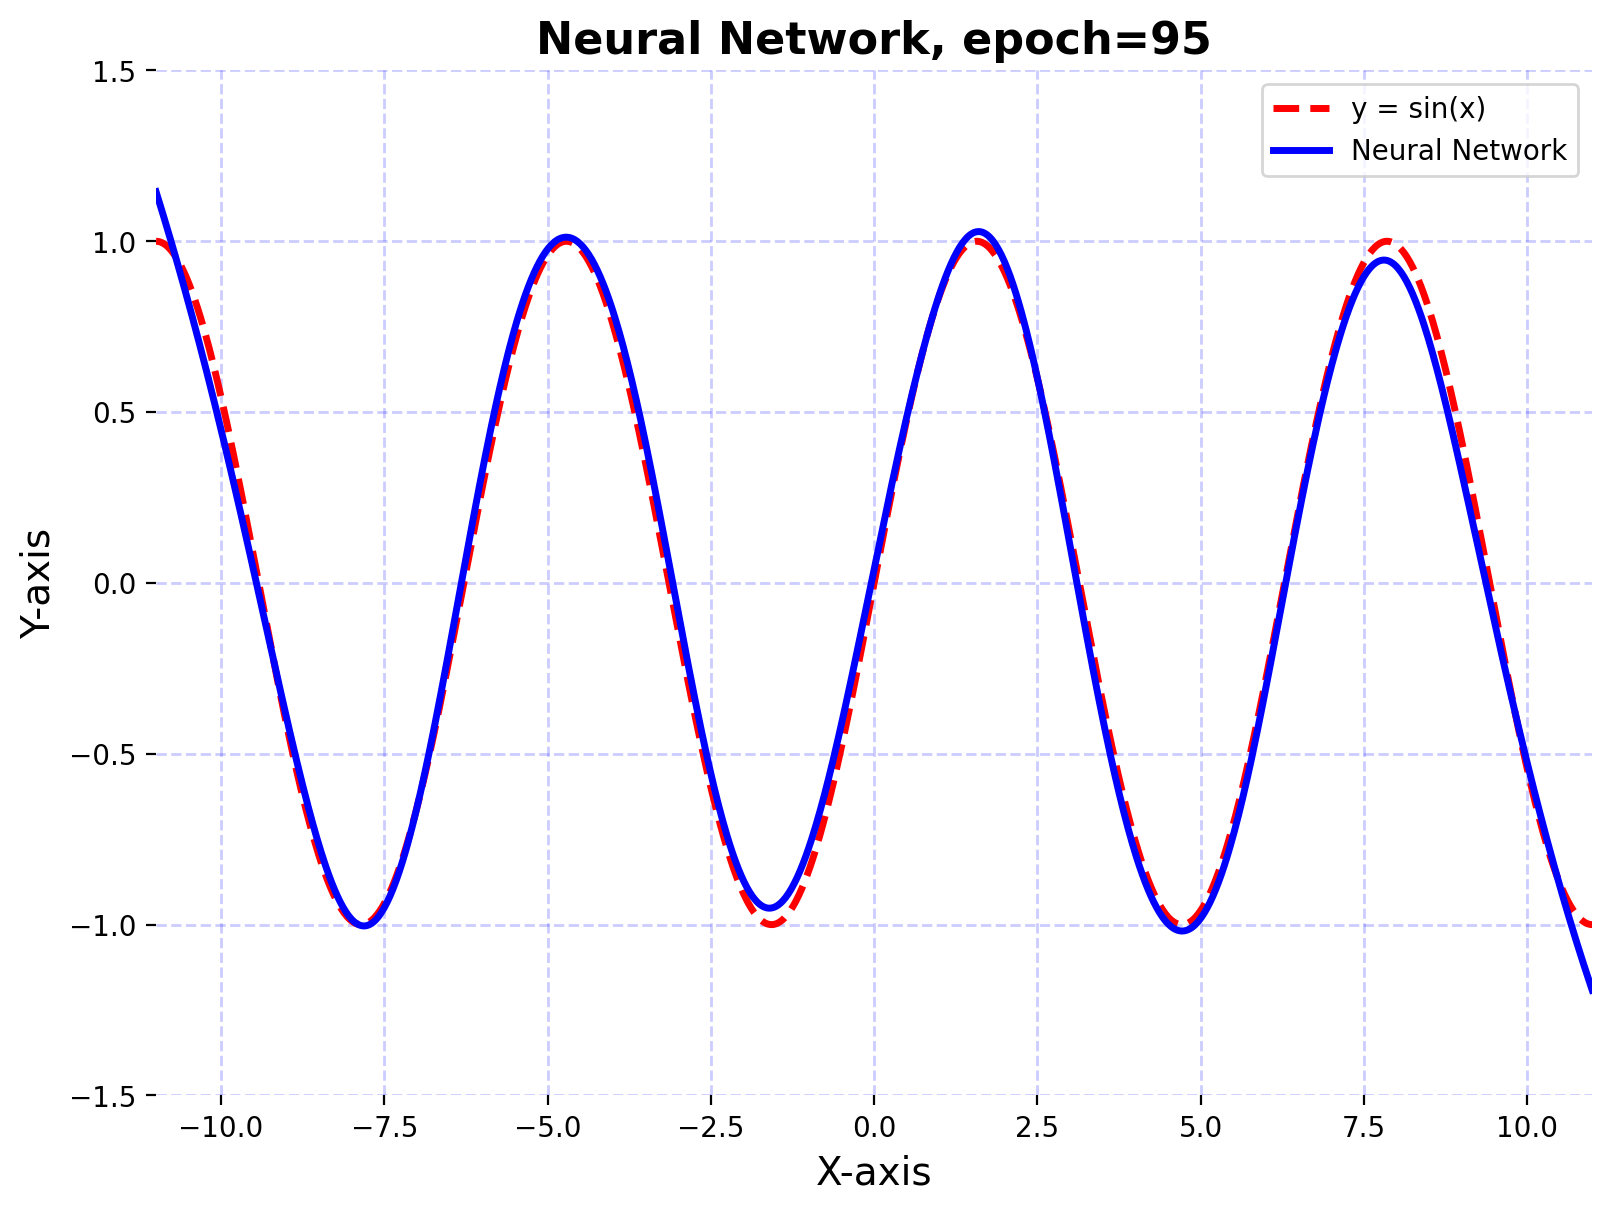 Neural Network, epoch=95
y = sin(x)
Neural Network
1.5
1.0
0.5
0.0
−0.5
−1.0
−1.5
Y-axis
−10.0 −7.5 −5.0 −2.5 0.0 2.5 5.0 7.5 10.0
X-axis